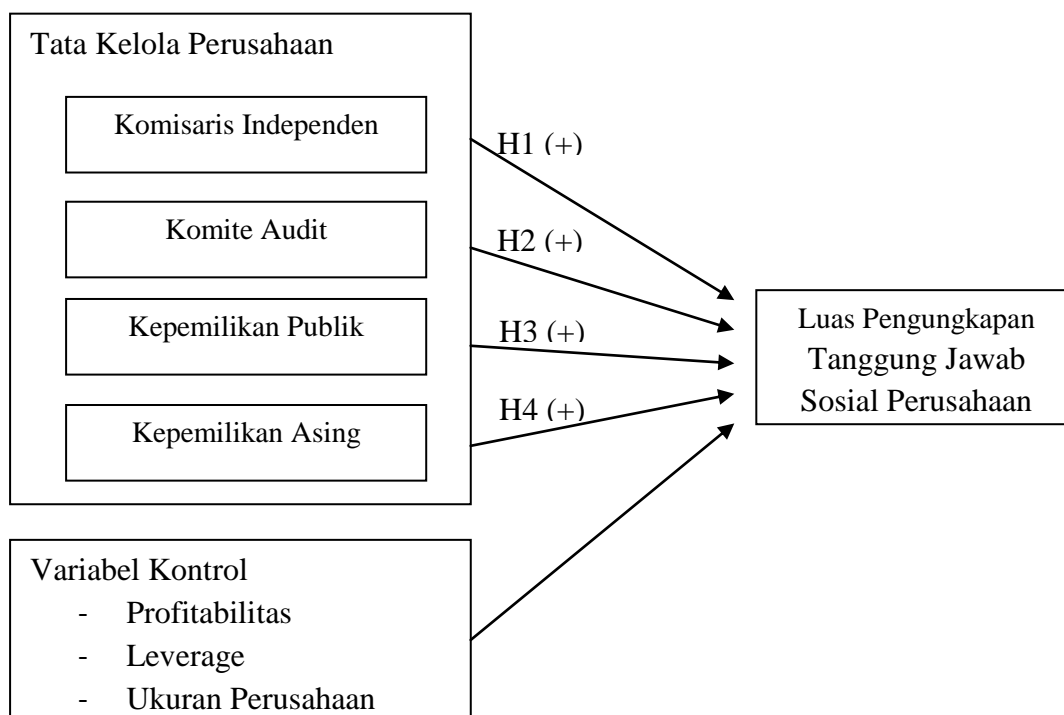 Tata Kelola Perusahaan
Komisaris Independen
H1 (+)
Komite Audit
H2 (+)
Kepemilikan Publik
H3 (+)
Kepemilikan Asing
H4 (+)
Luas Pengungkapan
Tanggung Jawab
Sosial Perusahaan
Variabel Kontrol
- Profitabilitas
- Leverage
- Ukuran Perusahaan